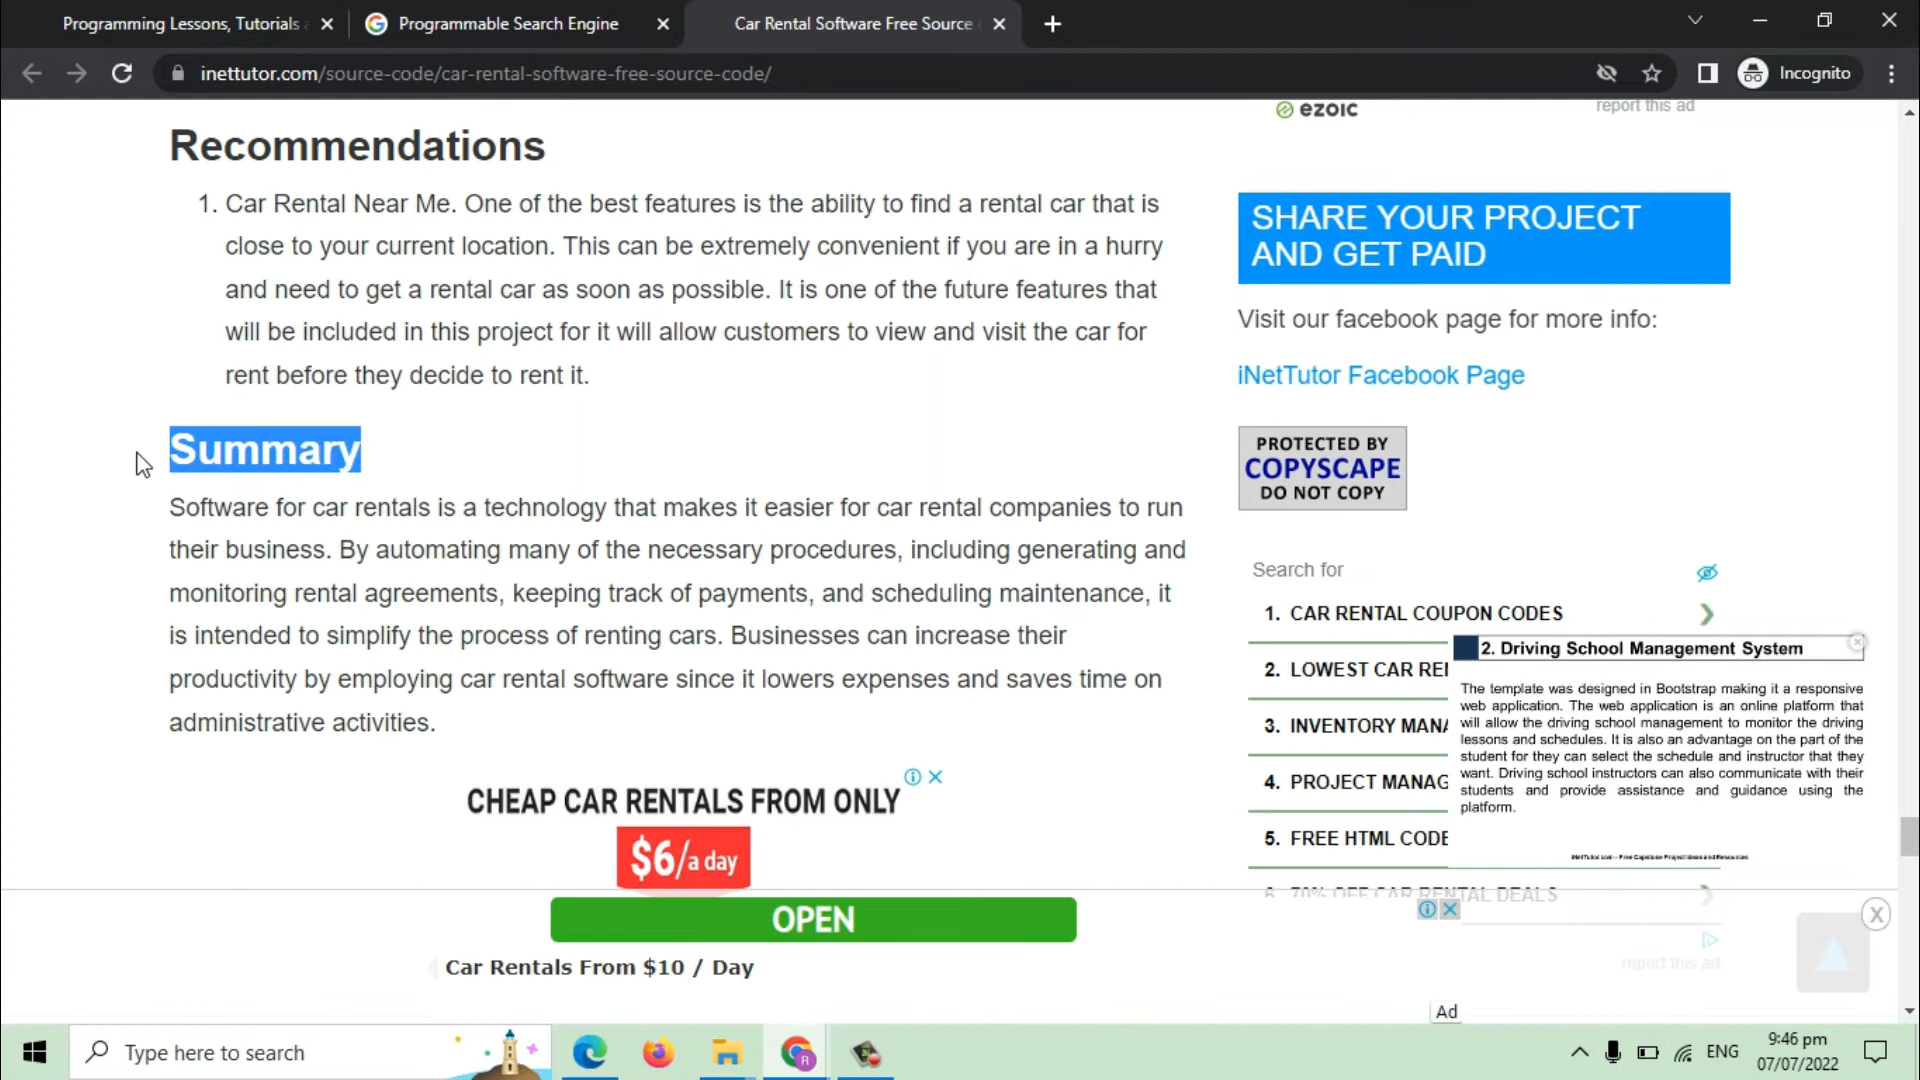 Programming Lessons, Tutorials
Programmable Search Engine
Car Rental Software Free Source
inettutor.com/source-code/car-rental-software-free-source-code/
Incognito
Recommendations
1. Car Rental Near Me. One of the best features is the ability to find a rental car that is
close to your current location. This can be extremely convenient if you are in a hurry
and need to get a rental car as soon as possible. It is one of the future features that
will be included in this project for it will allow customers to view and visit the car for
rent before they decide to rent it.
Summary
Software for car rentals is a technology that makes it easier for car rental companies to run
their business. By automating many of the necessary procedures, including generating and
monitoring rental agreements, keeping track of payments, and scheduling maintenance, it
is intended to simplify the process of renting cars. Businesses can increase their
productivity by employing car rental software since it lowers expenses and saves time on
administrative activities.
CHEAP CAR RENTALS FROM ONLY
$6/a day
OPEN
Car Rentals From $10 / Day
ezoic
report this ad
SHARE YOUR PROJECT
AND GET PAID
Visit our facebook page for more info:
iNetTutor Facebook Page
PROTECTED BY
COPYSCAPE
DO NOT COPY
Search for
1. CAR RENTAL COUPON CODES
2. LOWEST CAR
3. INVENTORY
4.
5. FREE HTML CODE
6. 70% OFF CAR RENTAL DEALS
2. Driving School Management System
The template was designed in Bootstrap making it a responsive
web application. The web application is an online platform that
will allow the driving school management to monitor the driving
lessons and schedules. It is also an advantage on the part of the
student for they can select the schedule and instructor that they
want. Driving school instructors can also communicate with their
students and provide assistance and guidance using the
platform.
iNetTutor.com – Free Capstone Project Ideas and Resources
report this ad
Ad
Type here to search
ENG
9:46 pm
07/07/2022